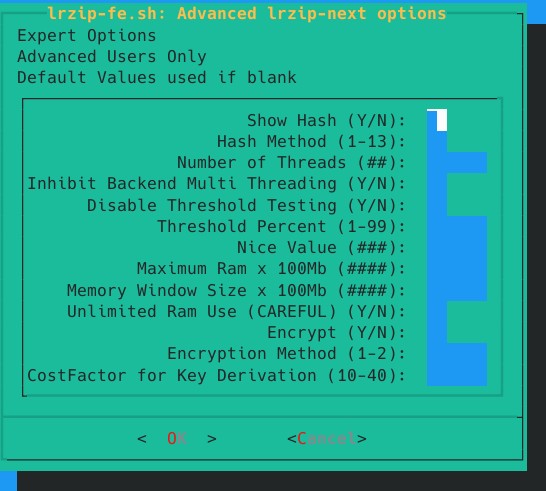 lrzip-fe.sh: Advanced lrzip-next options
Expert Options
Advanced Users Only
Default Values used if blank
Show Hash (Y/N):
Hash Method (1-13):
Number of Threads (##):
Inhibit Backend Multi Threading (Y/N):
Disable Threshold Testing (Y/N):
Threshold Percent (1-99):
Nice Value (###):
Maximum Ram x 100Mb (####):
Memory Window Size x 100Mb (####):
Unlimited Ram Use (CAREFUL) (Y/N):
Encrypt (Y/N):
Encryption Method (1-2):
CostFactor for Key Derivation (10-40):
< OK > <Cancel>